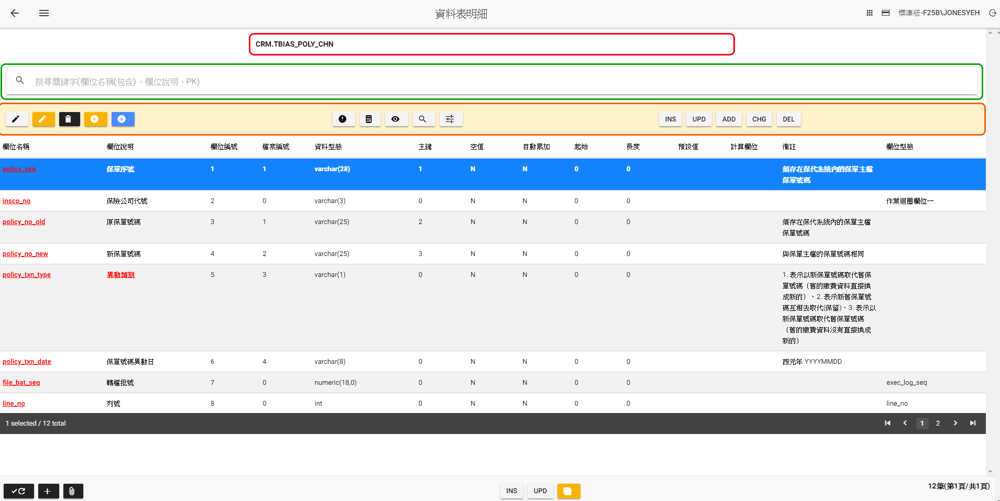 資料表明細
標準版-F25B\JONESYEH
CRM.TBIAS_POLY_CHN
搜尋關鍵字(欄位名稱(包含)、欄位說明、PK)
INS UPD ADD CHG DEL
欄位名稱 欄位說明 欄位編號 檔案編號 資料型態 主鍵 空值 自動累加 起始 長度 預設值 計算欄位 備註 欄位型態
policy_seq 保單序號 1 1 varchar(28) 1 N N 0 0 須存在保代系統內的保單主檔
保單號碼
insco_no 保險公司代號 2 0 varchar(3) 0 N N 0 0 作業迴圈欄位一
policy_no_old 原保單號碼 3 1 varchar(25) 2 N N 0 0 須存在保代系統內的保單主檔
保單號碼
policy_no_new 新保單號碼 4 2 varchar(25) 3 N N 0 0 與保單主檔的保單號碼相同
policy_txn_type 異動類別 5 3 varchar(1) 0 N N 0 0 1. 表示以新保單號碼取代舊保
單號碼〔舊的繳費資料直接換
成新的〕、2. 表示新舊保單號
碼互相去取代(保留)、3. 表示以
新保單號碼取代舊保單號碼
〔舊的繳費資料沒有直接換成
新的〕
policy_txn_date 保單號碼異動日 6 4 varchar(8) 0 N N 0 0 西元年 YYYYMMDD
file_bat_seq 轉檔批號 7 0 numeric(18,0) 0 N N 0 0 exec_log_seq
line_no 列號 8 0 int 0 N N 0 0 line_no
1 selected / 12 total 1 2
INS UPD
12筆(第1頁/共1頁)